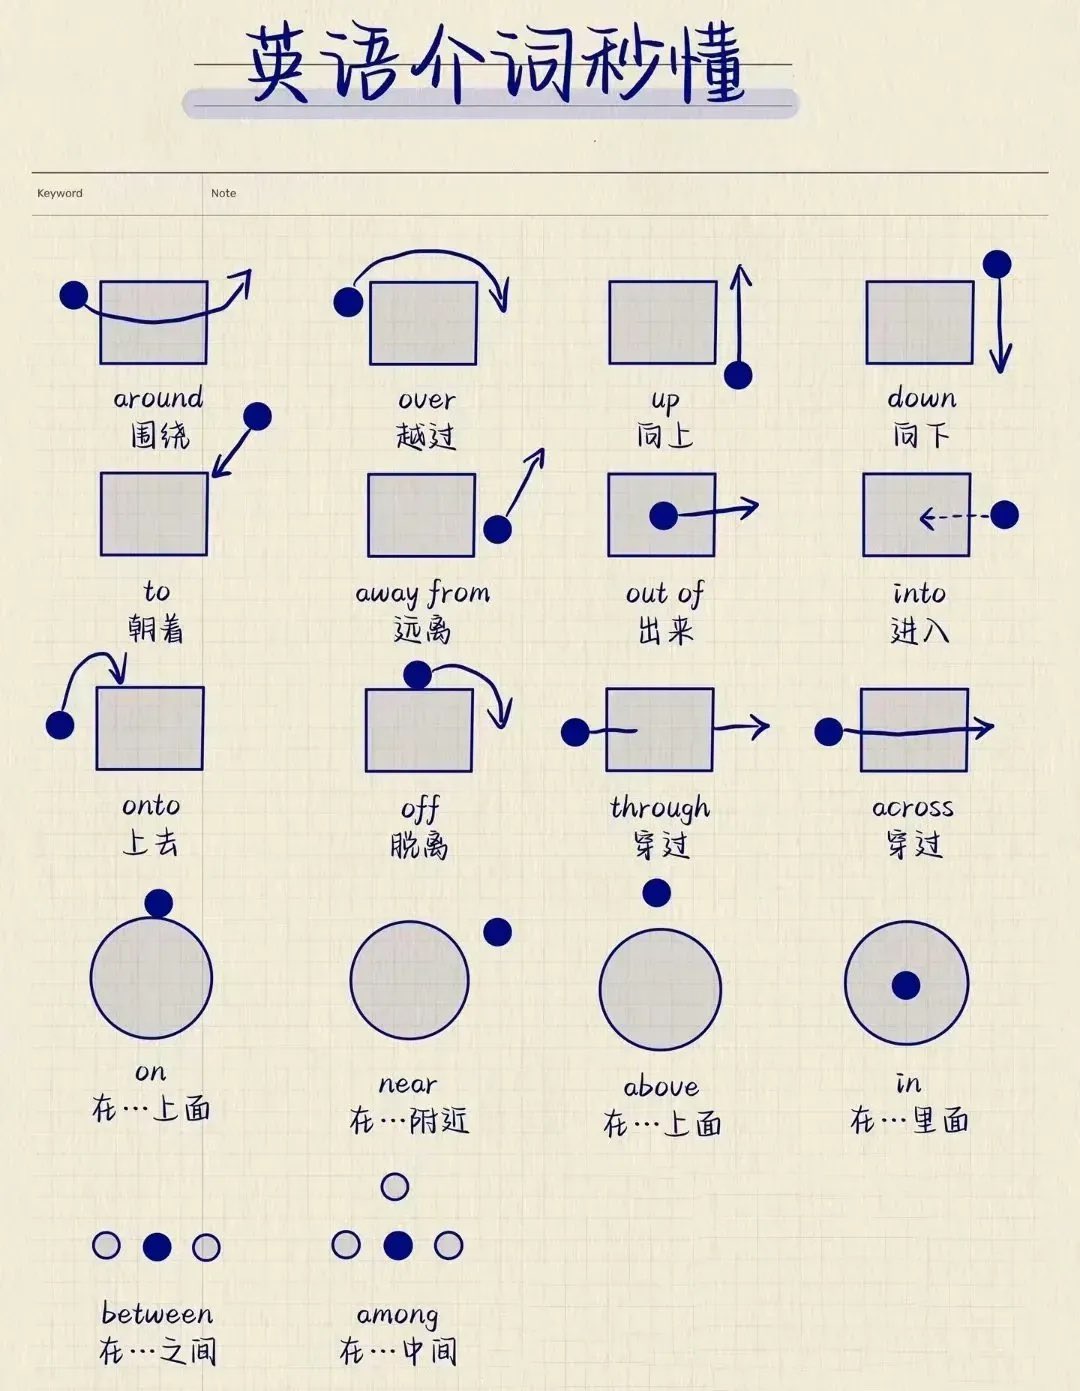 英语介词秒懂
Keyword Note
around over up down
围绕 越过 向上 向下
to away from out of into
朝着 远离 出来 进入
onto off through across
上去 脱离 穿过 穿过
on near above in
在…上面 在…附近 在…上面 在…里面
between among
在…之间 在…中间